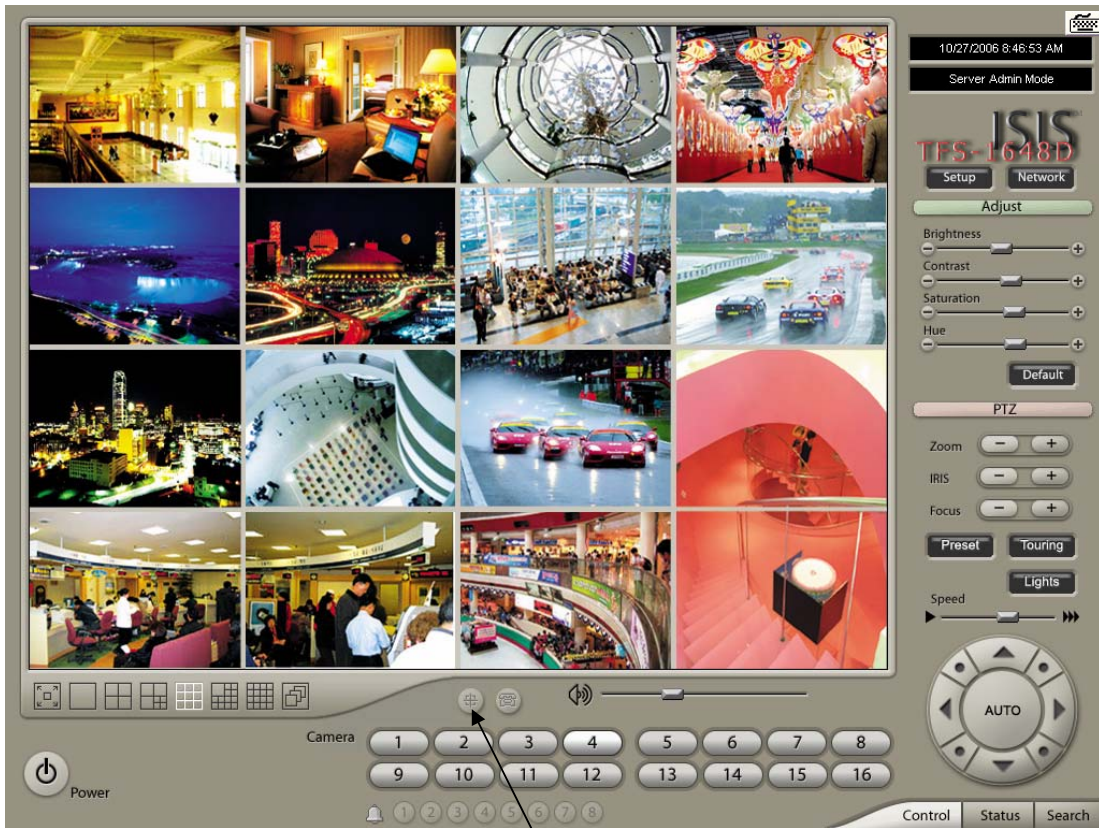 10/27/2006 8:46:53 AM
Server Admin Mode
ISIS
TFS-1648D
Setup Network
Adjust
Brightness
Contrast
Saturation
Hue
Default
PTZ
Zoom
IRIS
Focus
Preset Touring
Lights
Speed
AUTO
Camera 1 2 3 4 5 6 7 8
9 10 11 12 13 14 15 16
Power
1 2 3 4 5 6 7 8
Control Status Search